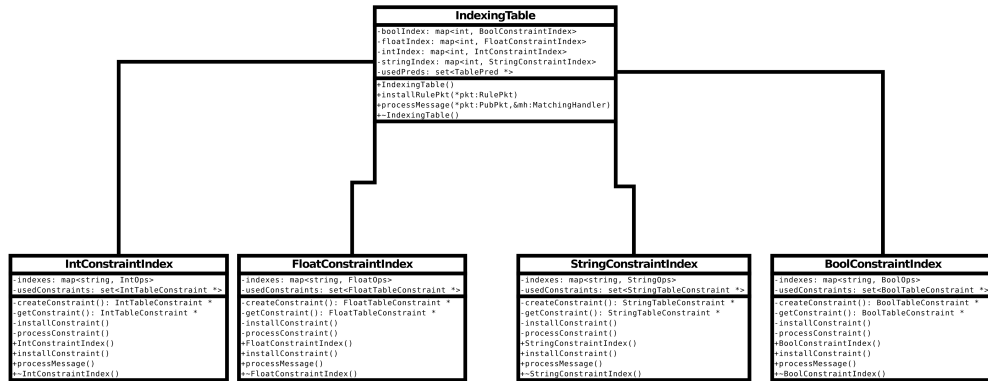 IndexingTable
-boolIndex: map<int, BoolConstraintIndex>
-floatIndex: map<int, FloatConstraintIndex>
-intIndex: map<int, IntConstraintIndex>
-stringIndex: map<int, StringConstraintIndex>
-usedPreds: set<TablePred *>
+IndexingTable()
+installRulePkt(*pkt:RulePkt)
+processMessage(*pkt:PubPkt,&mh:MatchingHandler)
+~IndexingTable()
IntConstraintIndex
-indexes: map<string, IntOps>
-usedConstraints: set<IntTableConstraint *>
-createConstraint(): IntTableConstraint *
-getConstraint(): IntTableConstraint *
-installConstraint()
-processConstraint()
+IntConstraintIndex()
+installConstraint()
+processMessage()
+~IntConstraintIndex()
FloatConstraintIndex
-indexes: map<string, FloatOps>
-usedConstraints: set<FloatTableConstraint *>
-createConstraint(): FloatTableConstraint *
-getConstraint(): FloatTableConstraint *
-installConstraint()
-processConstraint()
+FloatConstraintIndex()
+installConstraint()
+processMessage()
+~FloatConstraintIndex()
StringConstraintIndex
-indexes: map<string, StringOps>
-usedConstraints: set<StringTableConstraint *>
-createConstraint(): StringTableConstraint *
-getConstraint(): StringTableConstraint *
-installConstraint()
-processConstraint()
+StringConstraintIndex()
+installConstraint()
+processMessage()
+~StringConstraintIndex()
BoolConstraintIndex
-indexes: map<string, BoolOps>
-usedConstraints: set<BoolTableConstraint *>
-createConstraint(): BoolTableConstraint *
-getConstraint(): BoolTableConstraint *
-installConstraint()
-processConstraint()
+BoolConstraintIndex()
+installConstraint()
+processMessage()
+~BoolConstraintIndex()